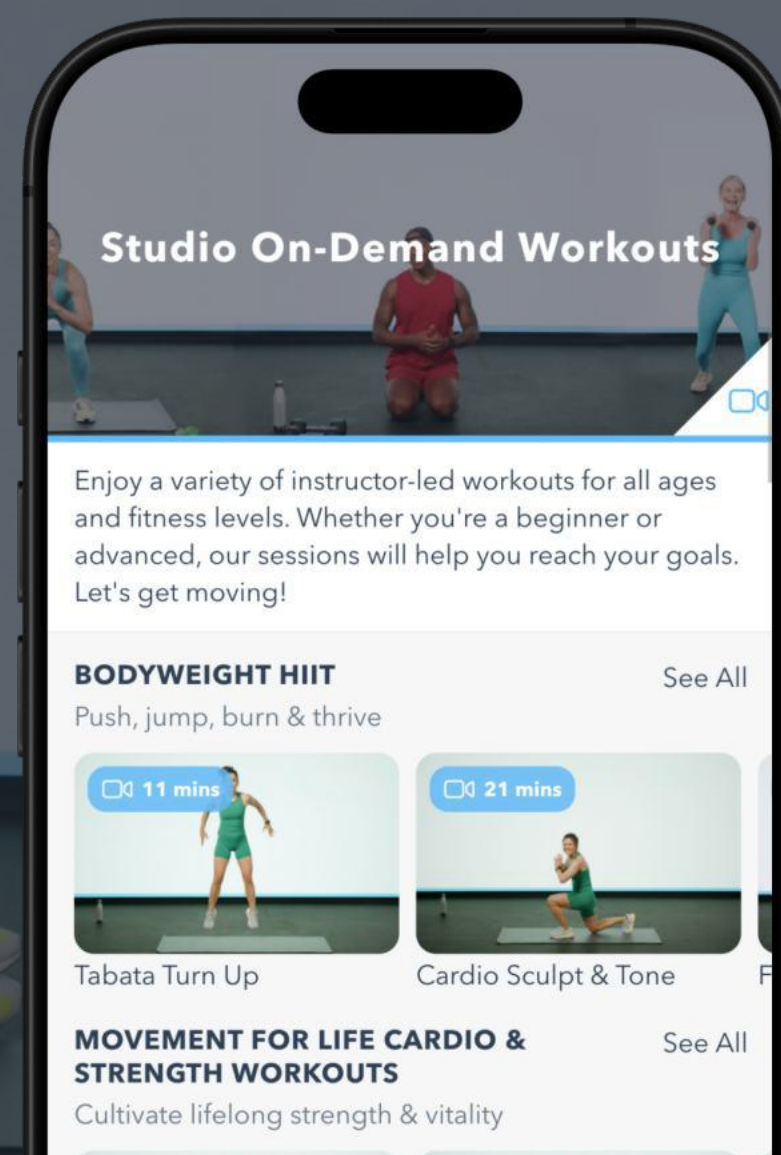 Studio On-Demand Workouts
Enjoy a variety of instructor-led workouts for all ages
and fitness levels. Whether you're a beginner or
advanced, our sessions will help you reach your goals.
Let's get moving!
BODYWEIGHT HIIT
See All
Push, jump, burn & thrive
11 mins
21 mins
Tabata Turn Up
Cardio Sculpt & Tone
MOVEMENT FOR LIFE CARDIO &
STRENGTH WORKOUTS
See All
Cultivate lifelong strength & vitality